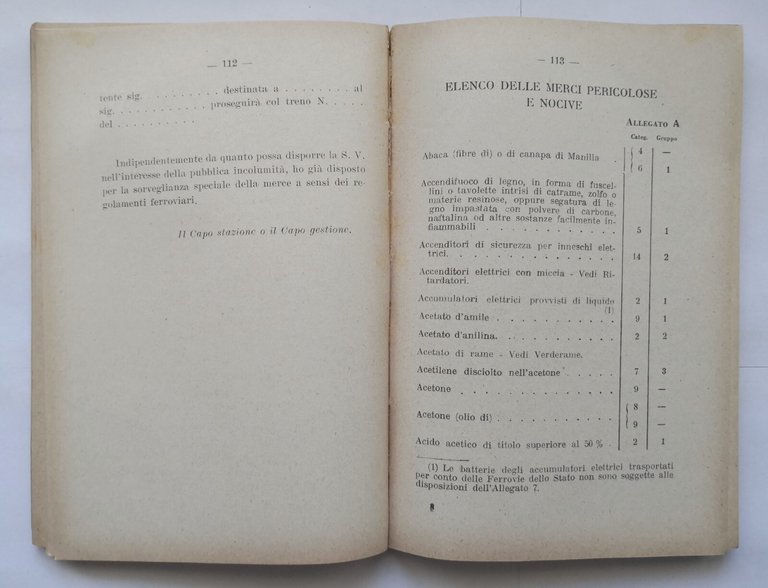 — 112 —
tente sig. . . . . . . . . destinata a . . . . . . . . al
sig. . . . . . . . . . . . proseguirà col treno N. . . . .
del . . . . . . . . . .
Indipendentemente da quanto possa disporre la S. V.
nell'interesse della pubblica incolumità, ho già disposto
per la sorveglianza speciale della merce a sensi dei re-
golamenti ferroviari.
Il Capo stazione o il Capo gestione.
— 113 —
ELENCO DELLE MERCI PERICOLOSE
E NOCIVE
ALLEGATO A
Categ. Gruppo
Abaca (fibre di) o di canapa di Manilla { 4 —
{ 6 1
Accendifuoco di legno, in forma di fuscel-
lini o tavolette intrisi di catrame, zolfo o
materie resinose, oppure segatura di le-
gno impastata con polvere di carbone,
naftalina od altre sostanze facilmente in-
fiammabili . . . . . . . . . . . . 5 1
Accenditori di sicurezza per inneschi elet-
trici. . . . . . . . . . . . . . . 14 2
Accenditori elettrici con miccia - Vedi Ri-
tardatori.
Accumulatori elettrici provvisti di liquido 2 1
(1)
Acetato d'amile . . . . . . . . . . . 9 1
Acetato d'anilina. . . . . . . . . . . 2 2
Acetato di rame - Vedi Verderame.
Acetilene disciolto nell'acetone . . . . . 7 3
Acetone . . . . . . . . . . . . . . 9 —
{ 8 —
Acetone (olio di) . . . . . . . . . . .
{ 9 —
Acido acetico di titolo superiore al 50 % . 2 1
(1) Le batterie degli accumulatori elettrici trasportati
per conto delle Ferrovie dello Stato non sono soggette alle
disposizioni dell'Allegato 7.
8